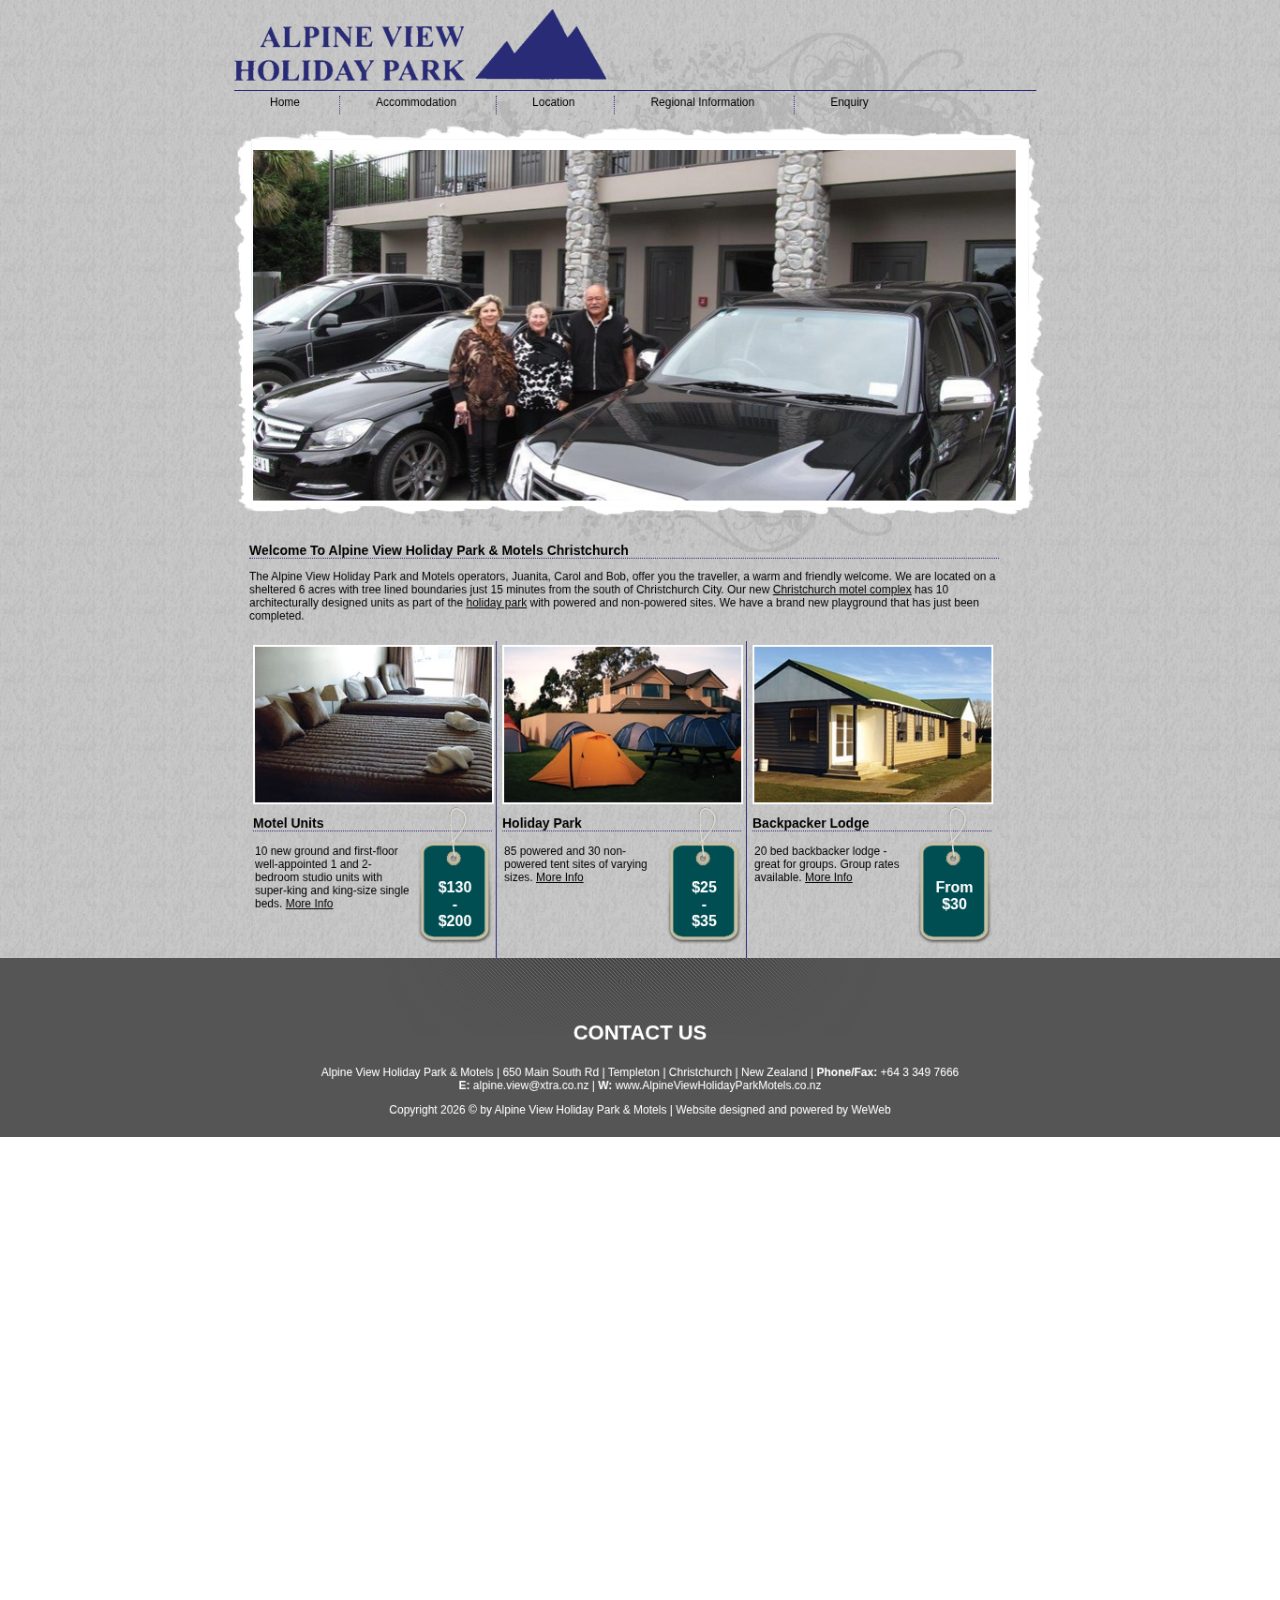 ALPINE VIEW
HOLIDAY PARK
Home
Accommodation
Location
Regional Information
Enquiry
Welcome To Alpine View Holiday Park & Motels Christchurch
The Alpine View Holiday Park and Motels operators, Juanita, Carol and Bob, offer you the traveller, a warm and friendly welcome. We are located on a
sheltered 6 acres with tree lined boundaries just 15 minutes from the south of Christchurch City. Our new Christchurch motel complex has 10
architecturally designed units as part of the holiday park with powered and non-powered sites. We have a brand new playground that has just been
completed.
Motel Units
10 new ground and first-floor
well-appointed 1 and 2-
bedroom studio units with
super-king and king-size single
beds. More Info
$130
-
$200
Holiday Park
85 powered and 30 non-
powered tent sites of varying
sizes. More Info
$25
-
$35
Backpacker Lodge
20 bed backbacker lodge -
great for groups. Group rates
available. More Info
From
$30
CONTACT US
Alpine View Holiday Park & Motels | 650 Main South Rd | Templeton | Christchurch | New Zealand | Phone/Fax: +64 3 349 7666
E: alpine.view@xtra.co.nz | W: www.AlpineViewHolidayParkMotels.co.nz
Copyright 2026 © by Alpine View Holiday Park & Motels | Website designed and powered by WeWeb